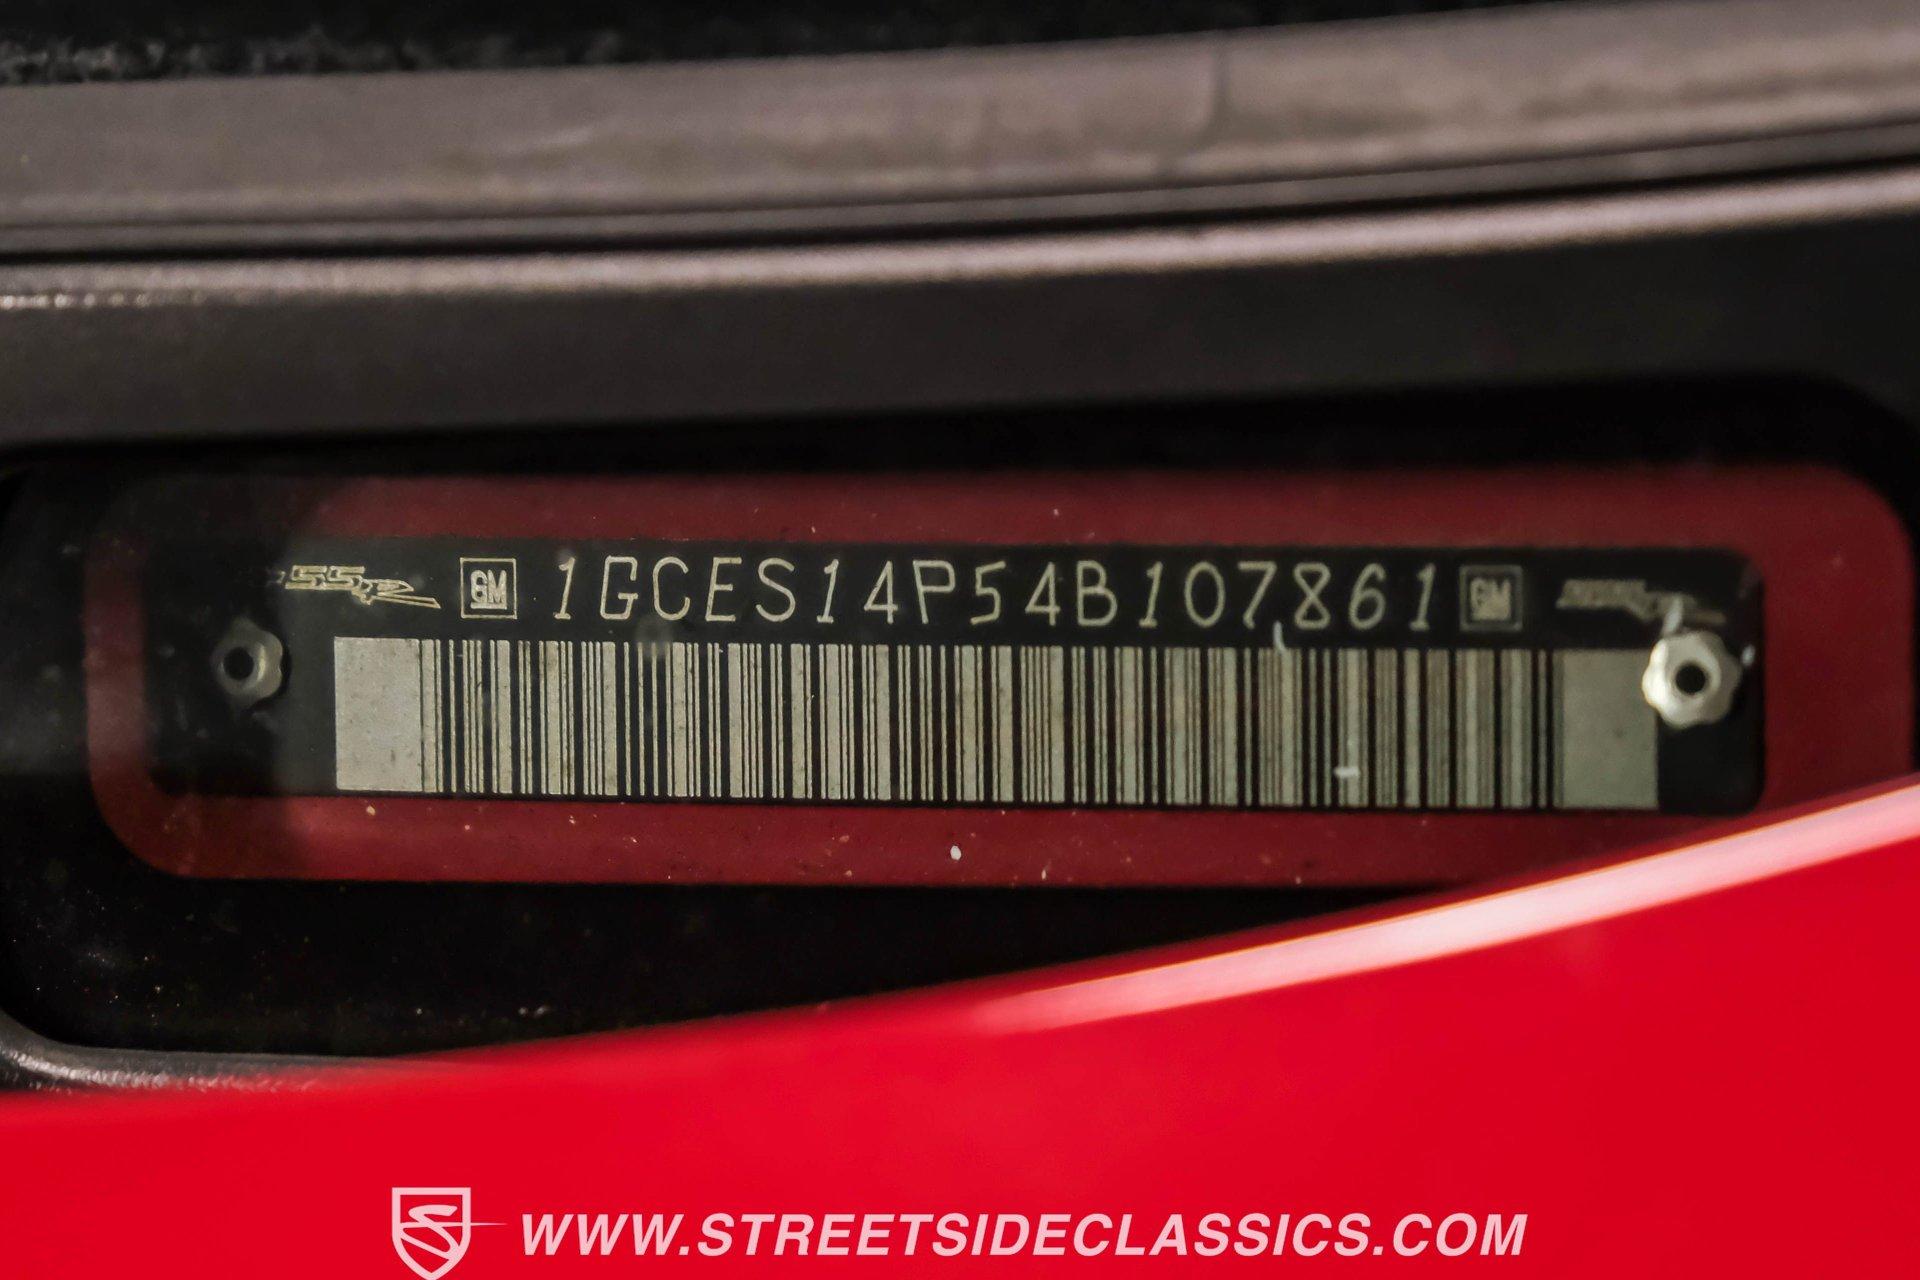 SSR GM 1GCES14P54B107861 GM
WWW.STREETSIDECLASSICS.COM